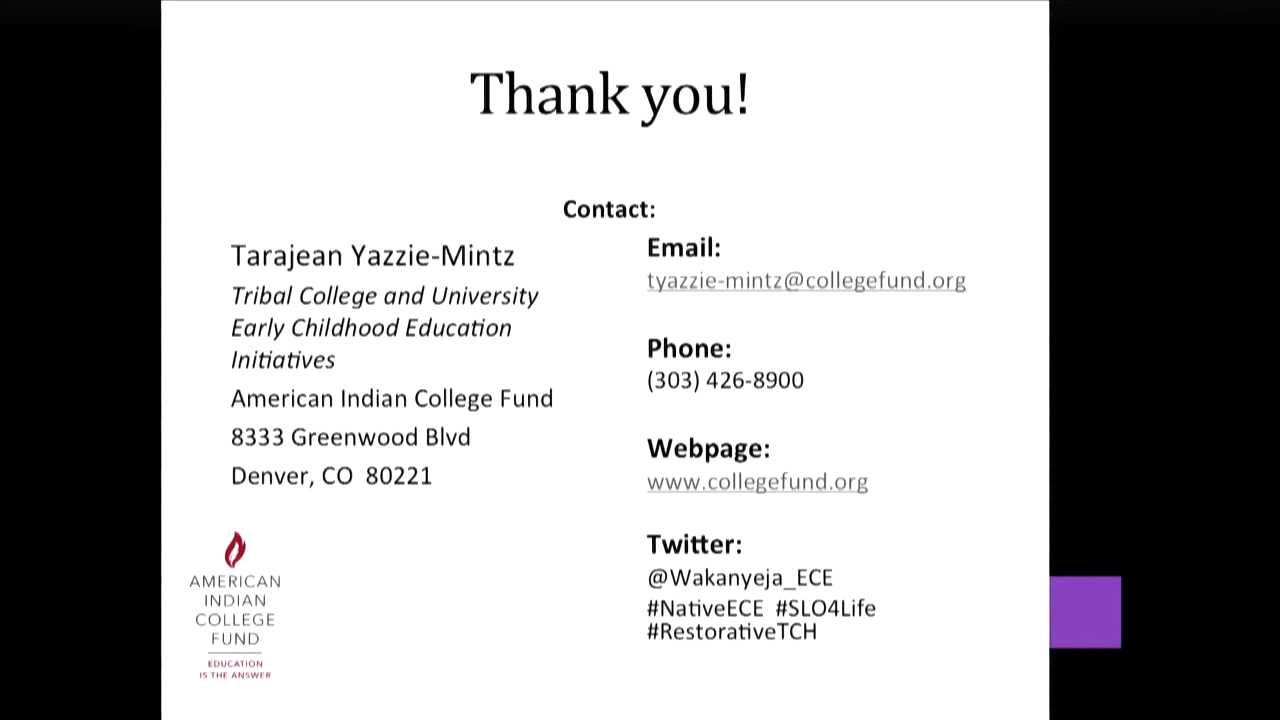 Thank you!
Contact:
Tarajean Yazzie-Mintz
Tribal College and University
Early Childhood Education
Initiatives
American Indian College Fund
8333 Greenwood Blvd
Denver, CO 80221
Email:
tyazzie-mintz@collegefund.org
Phone:
(303) 426-8900
Webpage:
www.collegefund.org
Twitter:
@Wakanyeja_ECE
#NativeECE #SLO4Life
#RestorativeTCH
AMERICAN
INDIAN
COLLEGE
FUND
EDUCATION
IS THE ANSWER